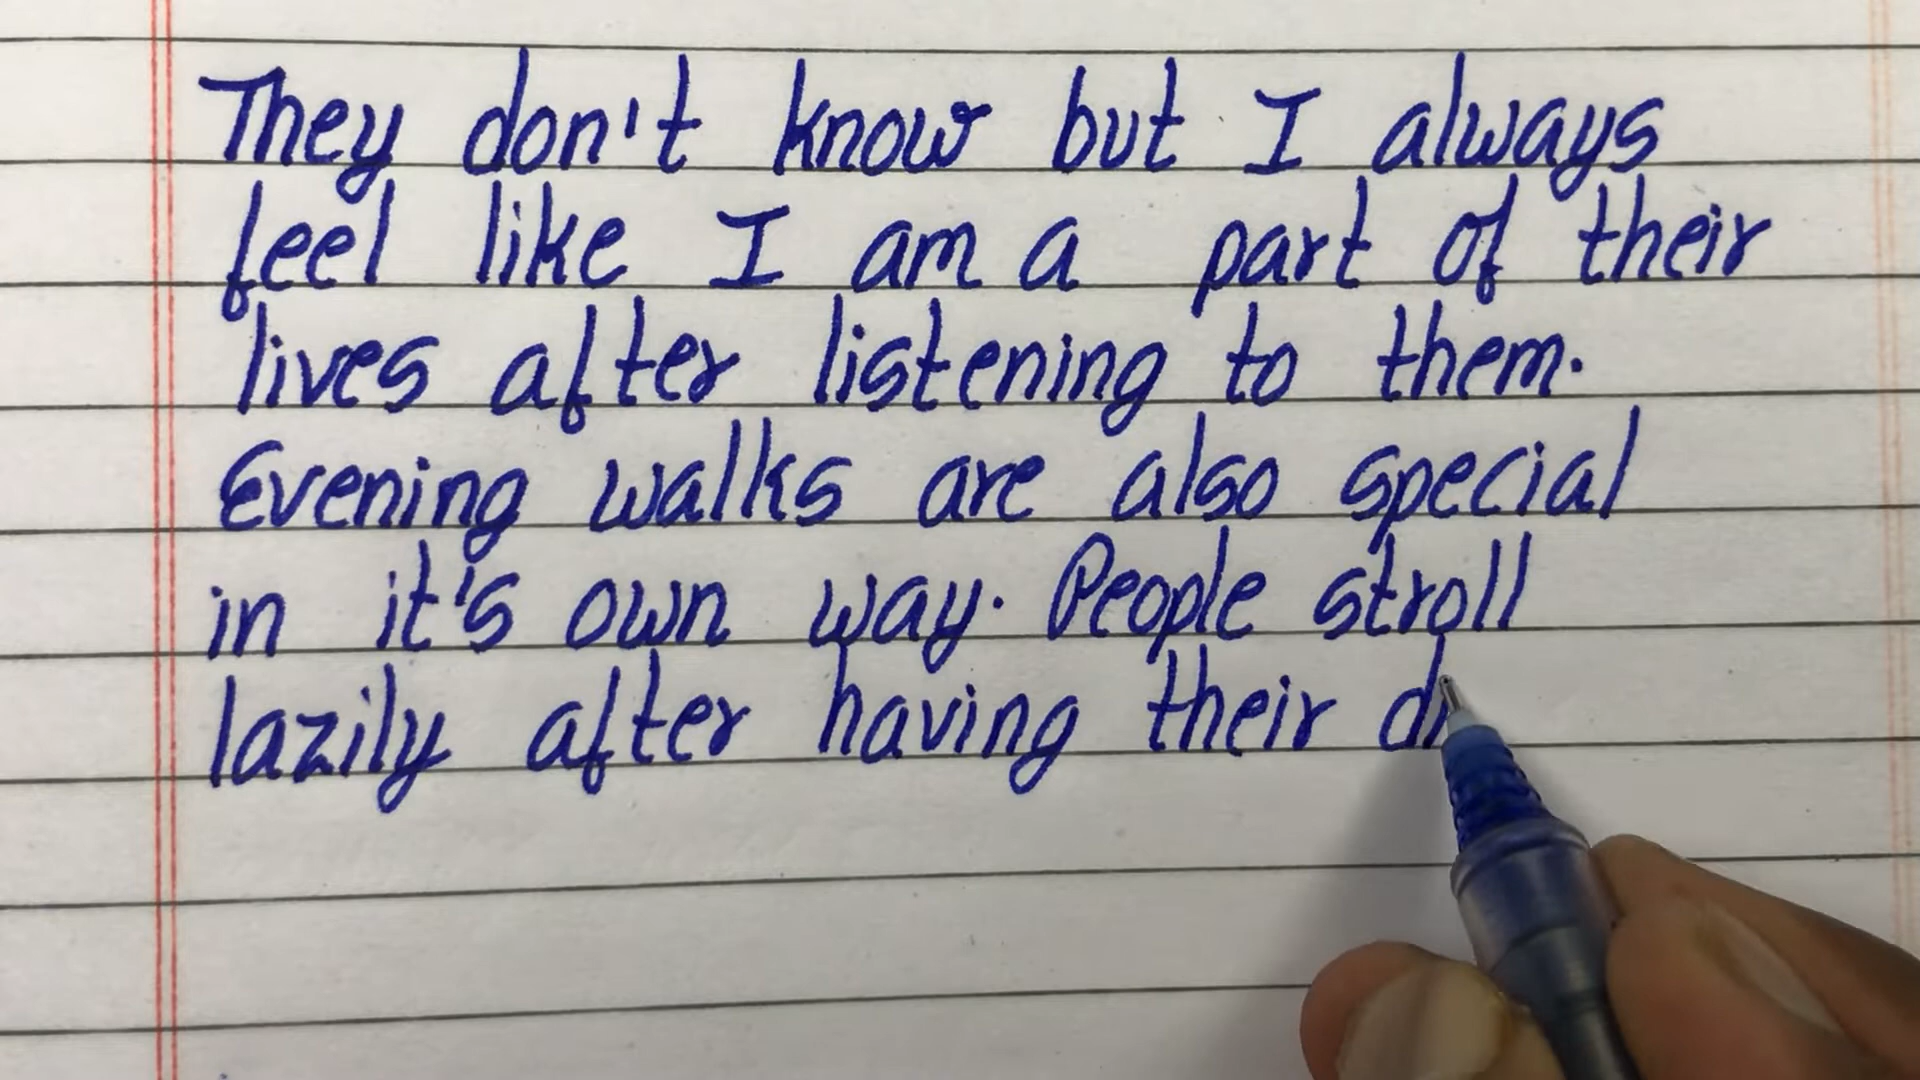 They don't know but I always
feel like I am a part of their
lives after listening to them.
Evening walks are also special
in it's own way. People stroll
lazily after having their